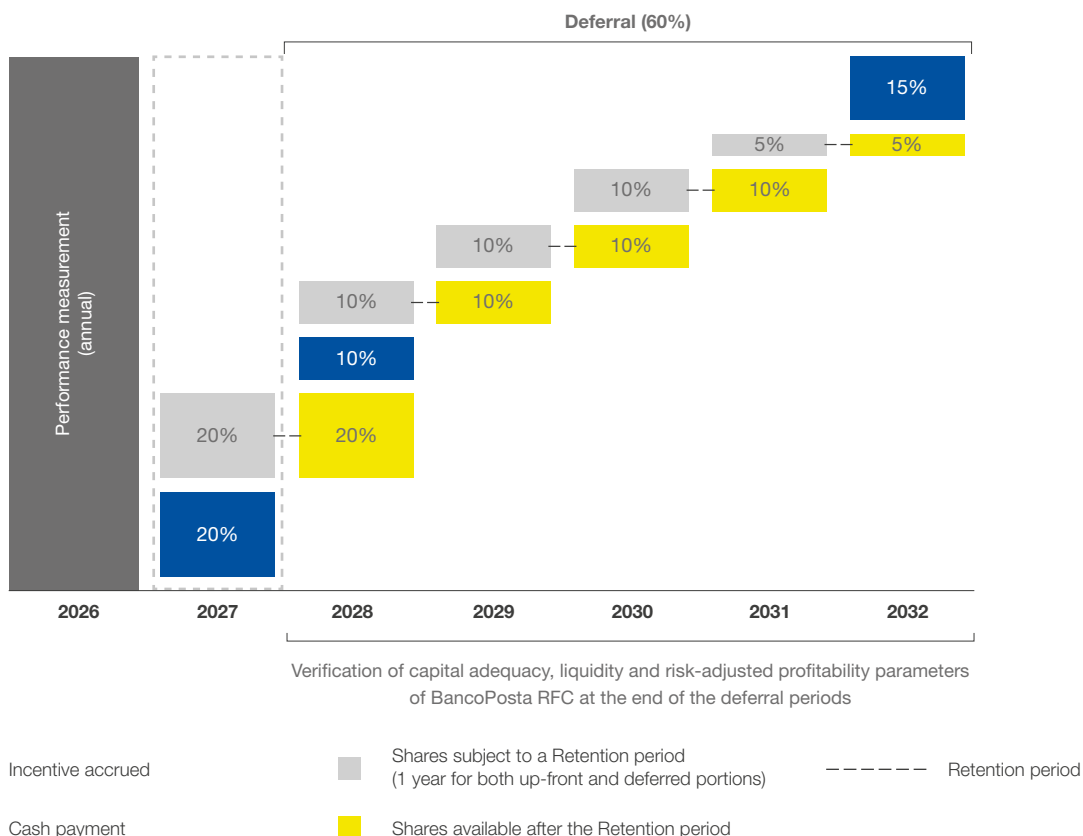 Deferral (60%)
15%
5%
5%
10%
10%
10%
10%
10%
10%
10%
20%
20%
20%
Performance measurement
(annual)
2026
2027
2028
2029
2030
2031
2032
Verification of capital adequacy, liquidity and risk-adjusted profitability parameters
of BancoPosta RFC at the end of the deferral periods
Incentive accrued
Shares subject to a Retention period
(1 year for both up-front and deferred portions)
Retention period
Cash payment
Shares available after the Retention period